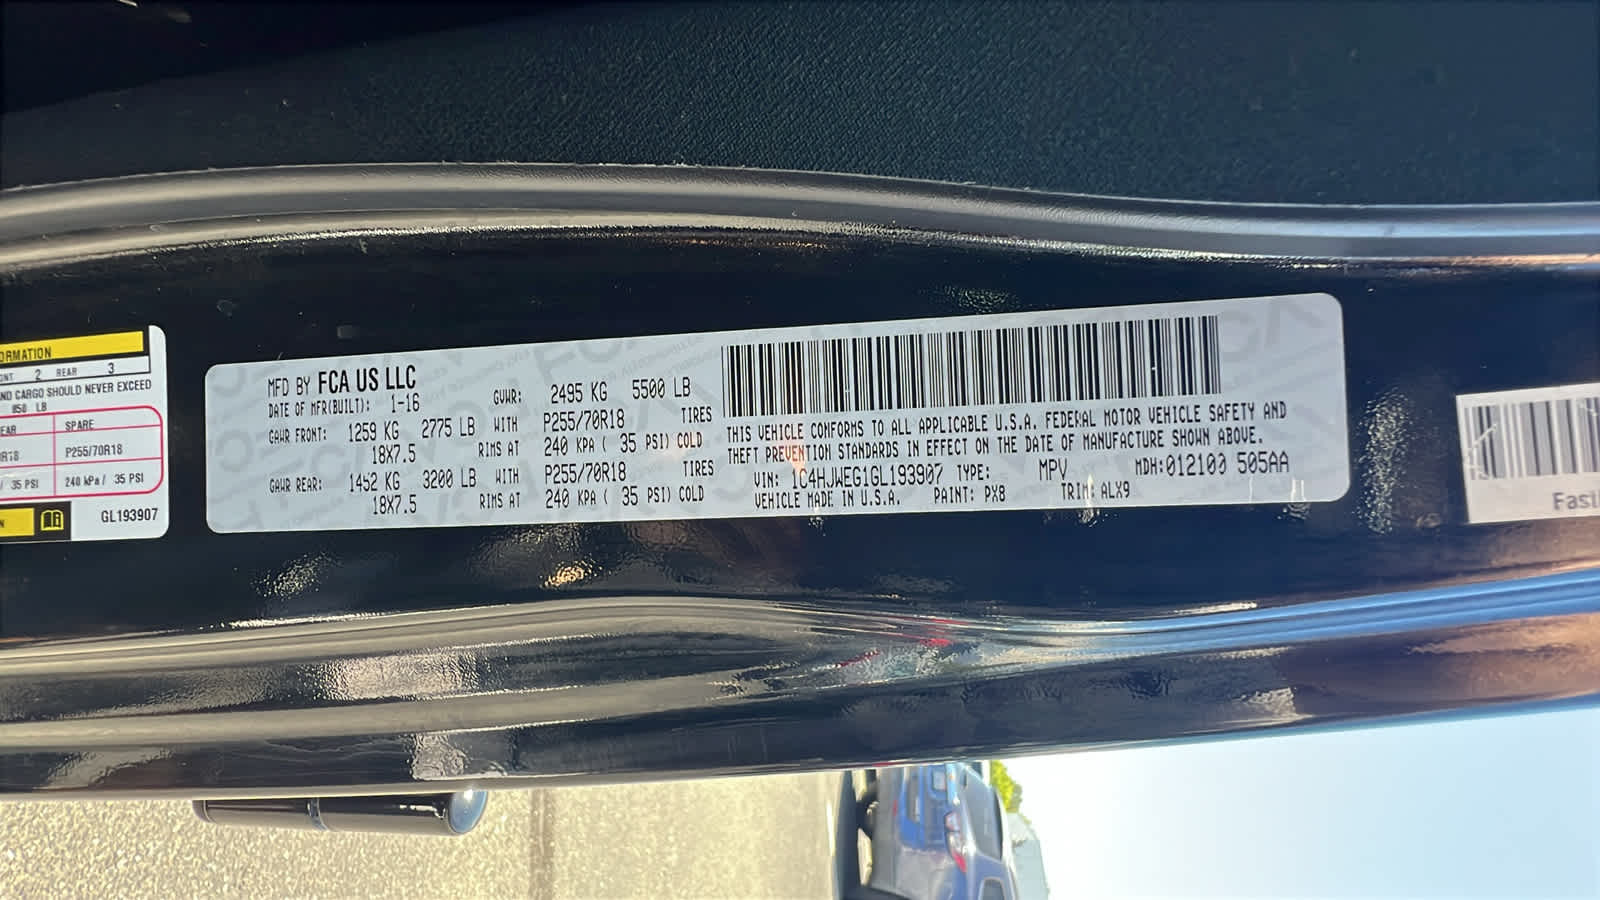 ORMATION
ONT 2 REAR 3
ND CARGO SHOULD NEVER EXCEED
850 LB
EAR SPARE
0R18 P255/70R18
/ 35 PSI 240 kPa / 35 PSI
N
GL193907
MFD BY FCA US LLC
DATE OF MFR(BUILT): 1-16
GVWR: 2495 KG 5500 LB
GAWR FRONT: 1259 KG 2775 LB WITH P255/70R18 TIRES
18X7.5 RIMS AT 240 KPA ( 35 PSI) COLD
GAWR REAR: 1452 KG 3200 LB WITH P255/70R18 TIRES
18X7.5 RIMS AT 240 KPA ( 35 PSI) COLD
THIS VEHICLE CONFORMS TO ALL APPLICABLE U.S.A. FEDERAL MOTOR VEHICLE SAFETY AND
THEFT PREVENTION STANDARDS IN EFFECT ON THE DATE OF MANUFACTURE SHOWN ABOVE.
VIN: 1C4HJWEG1GL193907 TYPE: MPV MDH:012100 505AA
VEHICLE MADE IN U.S.A. PAINT: PX8 TRIM: ALX9
Fast